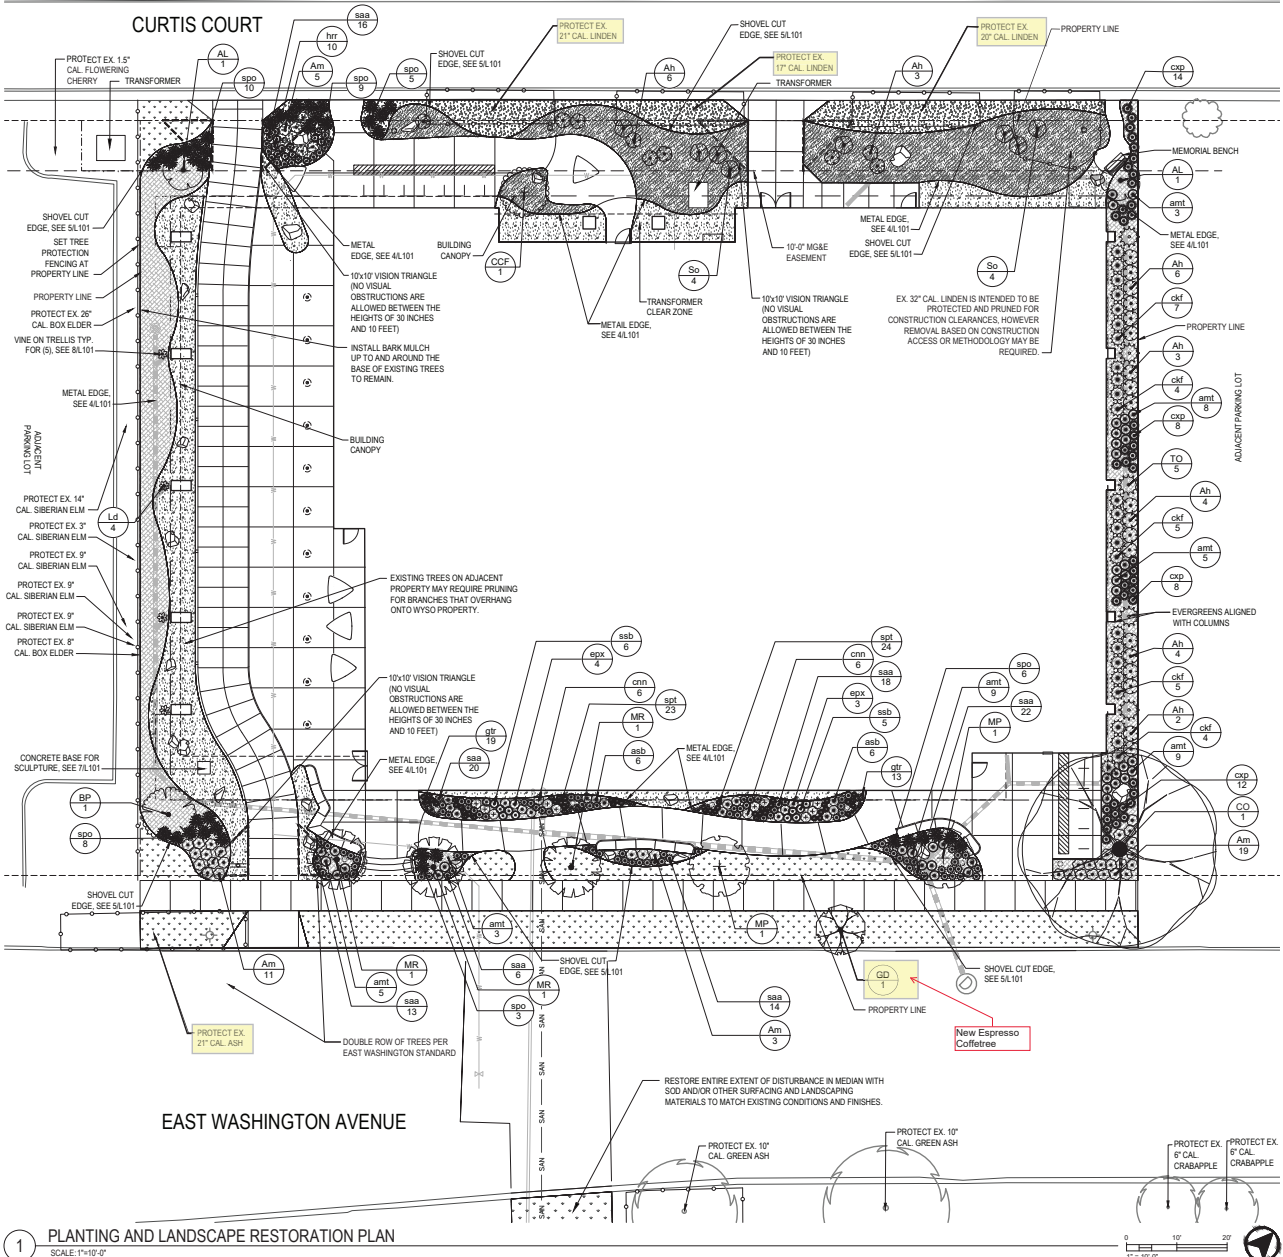 CURTIS COURT
saa
16
hrr
10
Am
5
spo
9
spo
5
AL
1
spo
10
PROTECT EX. 1.5"
CAL. FLOWERING
CHERRY
TRANSFORMER
SHOVEL CUT
EDGE, SEE 5/L101
PROTECT EX.
21" CAL. LINDEN
Ah
6
SHOVEL CUT
EDGE, SEE 5/L101
PROTECT EX.
17" CAL. LINDEN
TRANSFORMER
Ah
3
PROTECT EX.
20" CAL. LINDEN
PROPERTY LINE
cxp
14
MEMORIAL BENCH
AL
1
amt
3
METAL EDGE,
SEE 4/L101
Ah
6
ckf
7
PROPERTY LINE
Ah
3
ckf
4
amt
8
cxp
8
TO
5
Ah
4
ckf
5
amt
5
cxp
8
EVERGREENS ALIGNED
WITH COLUMNS
Ah
4
ckf
5
Ah
2
ckf
4
amt
9
cxp
12
CO
1
Am
19
ADJACENT PARKING LOT
SHOVEL CUT
EDGE, SEE 5/L101
SET TREE
PROTECTION
FENCING AT
PROPERTY LINE
PROPERTY LINE
PROTECT EX. 26"
CAL. BOX ELDER
VINE ON TRELLIS TYP.
FOR (5), SEE 8/L101
METAL EDGE,
SEE 4/L101
ADJACENT
PARKING LOT
PROTECT EX. 14"
CAL. SIBERIAN ELM
Ld
4
PROTECT EX. 3"
CAL. SIBERIAN ELM
PROTECT EX. 9"
CAL. SIBERIAN ELM
PROTECT EX. 9"
CAL. SIBERIAN ELM
PROTECT EX. 9"
CAL. SIBERIAN ELM
PROTECT EX. 8"
CAL. BOX ELDER
CONCRETE BASE FOR
SCULPTURE, SEE 7/L101
BP
1
spo
8
SHOVEL CUT
EDGE, SEE 5/L101
METAL
EDGE, SEE 4/L101
10'x10' VISION TRIANGLE
(NO VISUAL
OBSTRUCTIONS ARE
ALLOWED BETWEEN THE
HEIGHTS OF 30 INCHES
AND 10 FEET)
INSTALL BARK MULCH
UP TO AND AROUND THE
BASE OF EXISTING TREES
TO REMAIN.
BUILDING
CANOPY
BUILDING
CANOPY
CCF
1
METAIL EDGE,
SEE 4/L101
TRANSFORMER
CLEAR ZONE
So
4
10'-0" MG&E
EASEMENT
10'x10' VISION TRIANGLE
(NO VISUAL
OBSTRUCTIONS ARE
ALLOWED BETWEEN THE
HEIGHTS OF 30 INCHES
AND 10 FEET)
METAL EDGE,
SEE 4/L101
SHOVEL CUT
EDGE, SEE 5/L101
So
4
EX. 32" CAL. LINDEN IS INTENDED TO BE
PROTECTED AND PRUNED FOR
CONSTRUCTION CLEARANCES, HOWEVER
REMOVAL BASED ON CONSTRUCTION
ACCESS OR METHODOLOGY MAY BE
REQUIRED.
EXISTING TREES ON ADJACENT
PROPERTY MAY REQUIRE PRUNING
FOR BRANCHES THAT OVERHANG
ONTO WYSO PROPERTY.
10'x10' VISION TRIANGLE
(NO VISUAL
OBSTRUCTIONS ARE
ALLOWED BETWEEN THE
HEIGHTS OF 30 INCHES
AND 10 FEET)
METAL EDGE,
SEE 4/L101
ssb
6
epx
4
cnn
6
spt
23
MR
1
asb
6
gtr
19
saa
20
METAL EDGE,
SEE 4/L101
spt
24
cnn
6
saa
18
epx
3
ssb
5
asb
6
gtr
13
spo
6
amt
9
saa
22
MP
1
amt
3
SHOVEL CUT
EDGE, SEE 5/L101
MP
1
GD
1
SHOVEL CUT EDGE,
SEE 5/L101
PROPERTY LINE
New Espresso
Coffetree
Am
11
MR
1
amt
5
saa
13
saa
6
MR
1
spo
3
saa
14
Am
3
SAN
SAN
SAN
SAN
SAN
SAN
SAN
SAN
PROTECT EX.
21" CAL. ASH
DOUBLE ROW OF TREES PER
EAST WASHINGTON STANDARD
EAST WASHINGTON AVENUE
RESTORE ENTIRE EXTENT OF DISTURBANCE IN MEDIAN WITH
SOD AND/OR OTHER SURFACING AND LANDSCAPING
MATERIALS TO MATCH EXISTING CONDITIONS AND FINISHES.
PROTECT EX. 10"
CAL. GREEN ASH
PROTECT EX. 10"
CAL. GREEN ASH
PROTECT EX.
6" CAL.
CRABAPPLE
PROTECT EX.
6" CAL.
CRABAPPLE
1
PLANTING AND LANDSCAPE RESTORATION PLAN
SCALE: 1"=10'-0"
0 10' 20'
1" = 10'-0"